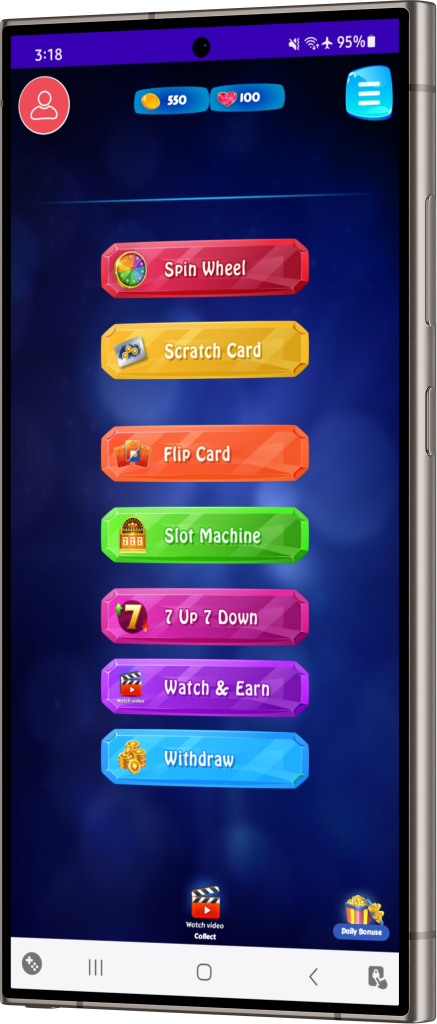 3:18
95%
550
100
Spin Wheel
Scratch Card
Flip Card
Slot Machine
7
7 Up 7 Down
Watch video
Watch & Earn
Withdraw
Watch video
Collect
Daily Bonuse